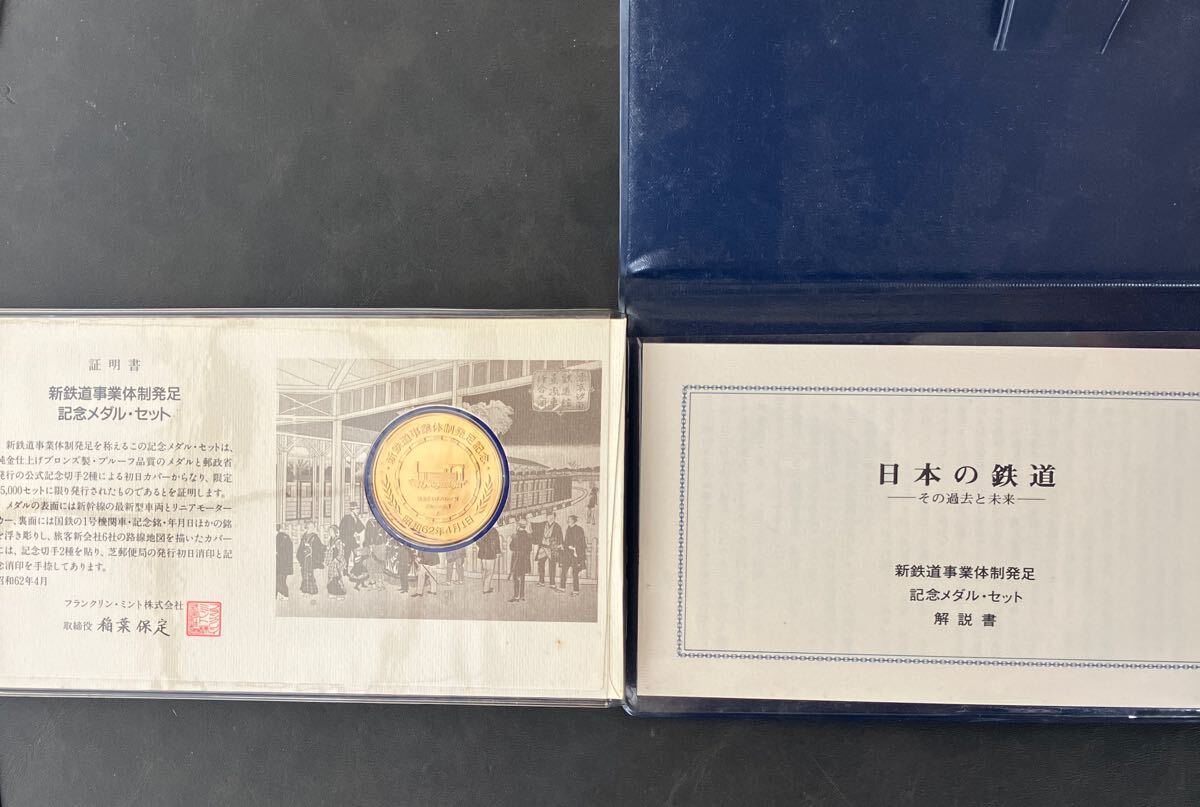 証明書
新鉄道事業体制発足
記念メダル・セット
新鉄道事業体制発足を称えるこの記念メダル・セットは、
純金仕上げブロンズ製・プルーフ品質のメダルと郵政省
発行の公式記念切手2種による初日カバーからなり、限定
5,000セットに限り発行されたものであるとを証明します。
メダルの表面には新幹線の最新型車両とリニアモーター
カー、裏面には国鉄の1号機関車・記念銘・年月日ほかの銘
を浮き彫りし、旅客新会社6社の路線地図を描いたカバー
には、記念切手2種を貼り、芝郵便局の発行初日消印と記
念消印を手捺してあります。
昭和62年4月
フランクリン・ミント株式会社
取締役 稲葉保定
新鉄道事業体制発足記念
昭和62年4月1日
日本の鉄道
―その過去と未来―
新鉄道事業体制発足
記念メダル・セット
解説書